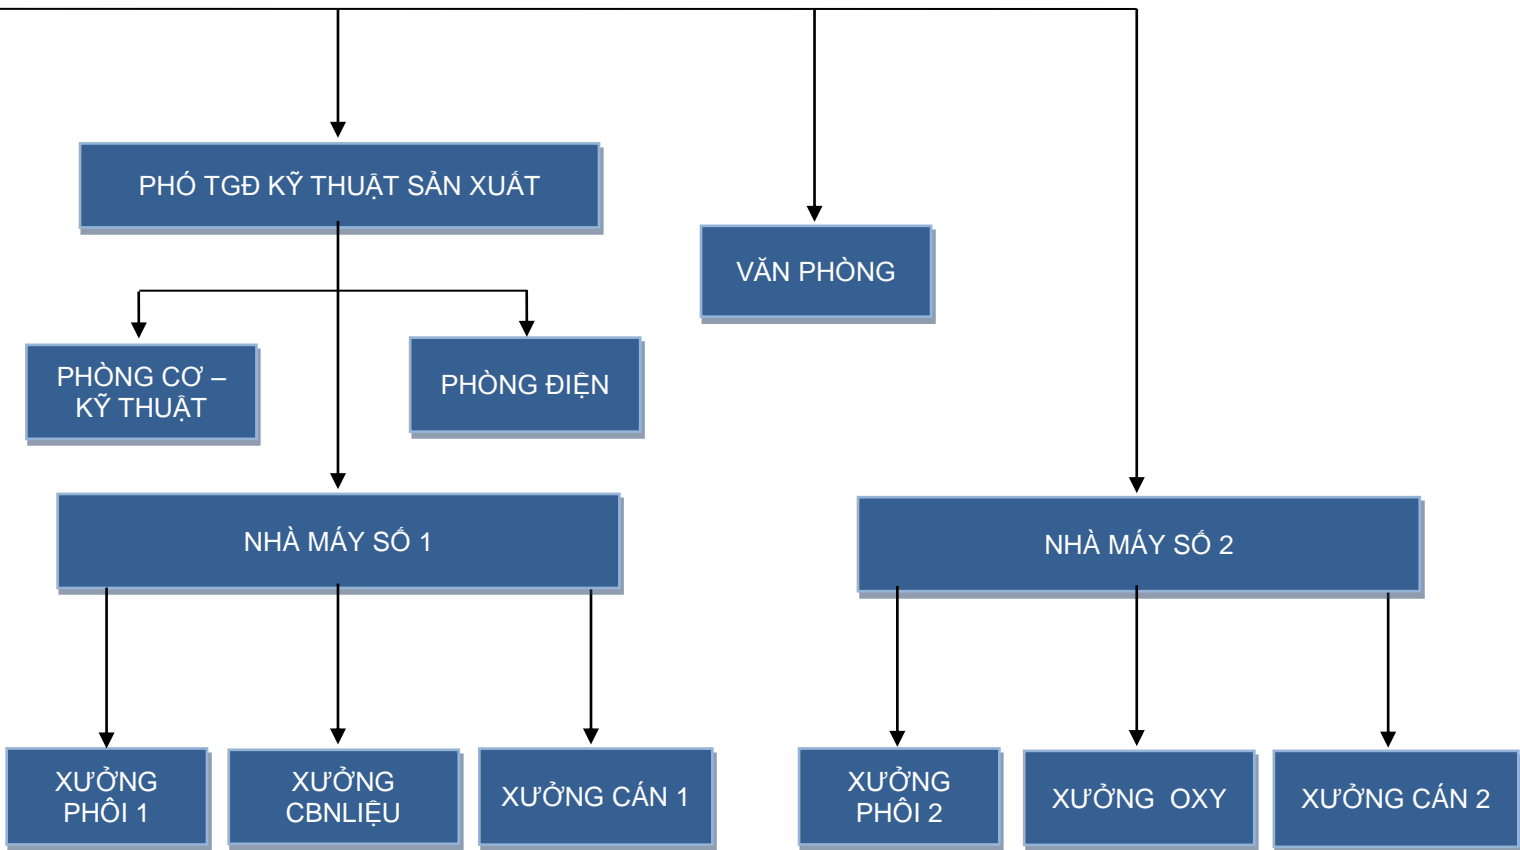 PHÓ TGĐ KỸ THUẬT SẢN XUẤT
VĂN PHÒNG
PHÒNG CƠ –
KỸ THUẬT
PHÒNG ĐIỆN
NHÀ MÁY SỐ 1
NHÀ MÁY SỐ 2
XƯỞNG
PHÔI 1
XƯỞNG
CBNLIỆU
XƯỞNG CÁN 1
XƯỞNG
PHÔI 2
XƯỞNG OXY
XƯỞNG CÁN 2